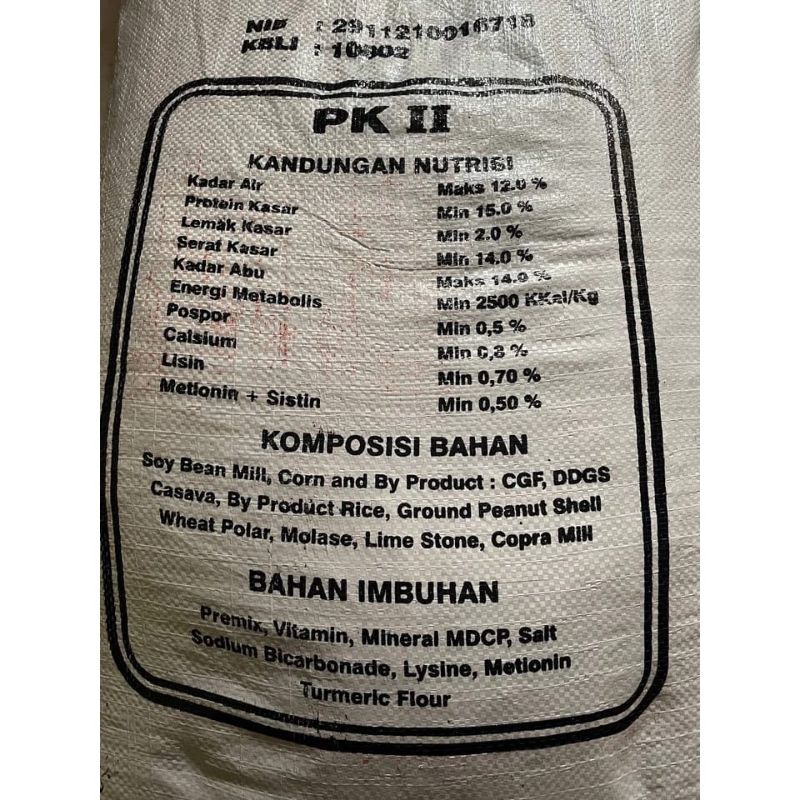 NIB : 2911210016718
KBLI : 10902
PK II
KANDUNGAN NUTRISI
Kadar Air Maks 12.0 %
Protein Kasar Min 15.0 %
Lemak Kasar Min 2.0 %
Serat Kasar Min 14.0 %
Kadar Abu Maks 14.0 %
Energi Metabolis Min 2500 KKal/Kg
Pospor Min 0,5 %
Calsium Min 0,8 %
Lisin Min 0,70 %
Metionin + Sistin Min 0,50 %
KOMPOSISI BAHAN
Soy Bean Mill, Corn and By Product : CGF, DDGS
Casava, By Product Rice, Ground Peanut Shell
Wheat Polar, Molase, Lime Stone, Copra Mill
BAHAN IMBUHAN
Premix, Vitamin, Mineral MDCP, Salt
Sodium Bicarbonade, Lysine, Metionin
Turmeric Flour